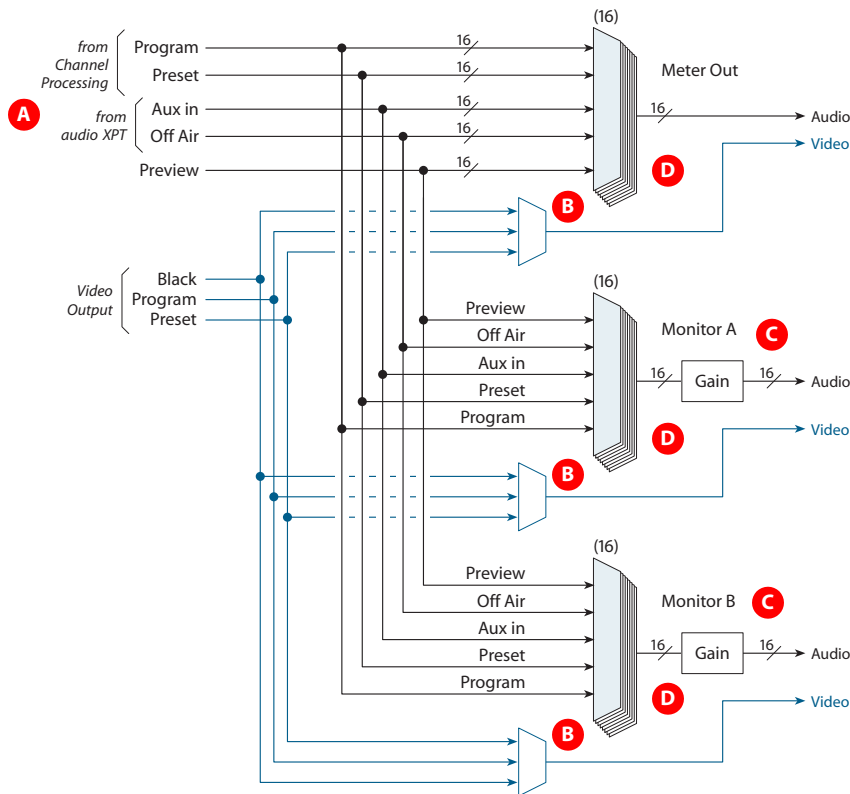 (16)
from
Channel
Processing
Program
16
Preset
16
Meter Out
A
from
audio XPT
Aux in
16
Off Air
16
16
Audio
Video
Preview
16
D
B
Video
Output
Black
Program
Preset
(16)
Preview
Off Air
Aux in
Preset
Program
Monitor A
C
16
Gain
16
Audio
Video
D
B
(16)
Preview
Off Air
Aux in
Preset
Program
Monitor B
C
16
Gain
16
Audio
D
Video
B